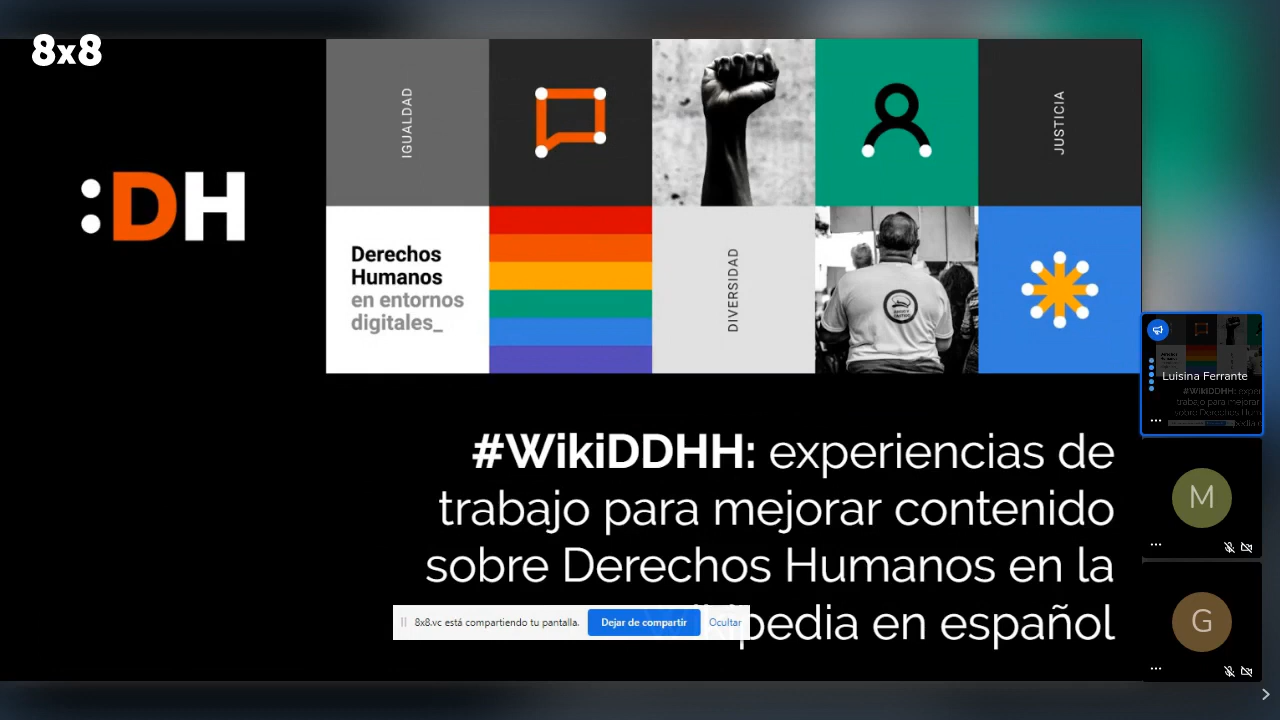 8x8
IGUALDAD
JUSTICIA
:DH
Derechos
Humanos
en entornos
digitales_
DIVERSIDAD
#WikiDDHH: experiencias de
trabajo para mejorar contenido
sobre Derechos Humanos en la
Wikipedia en español
8x8.vc está compartiendo tu pantalla.
Dejar de compartir
Ocultar
Luisina Ferrante
M
G